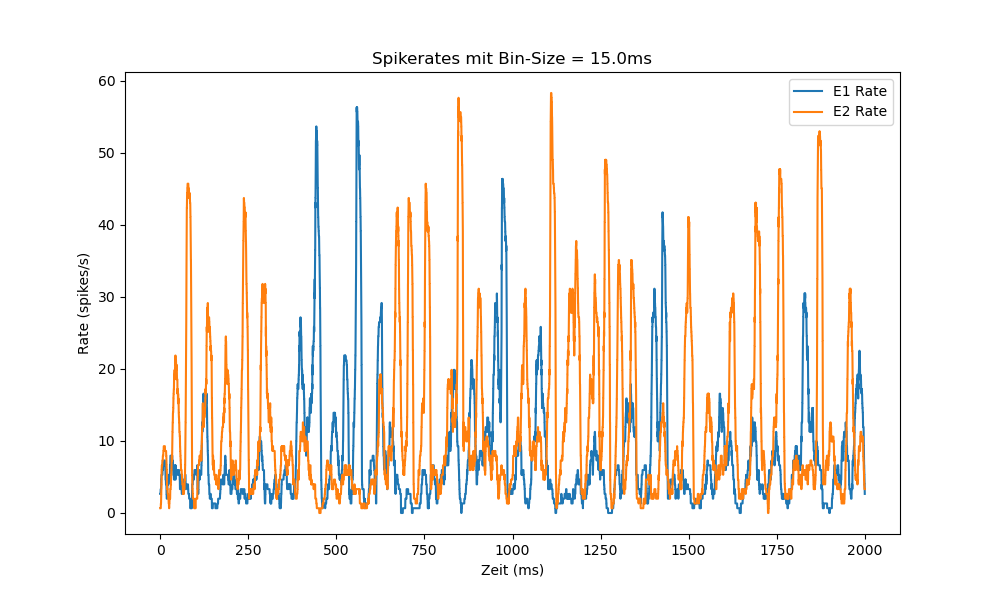 Spikerates mit Bin-Size = 15.0ms
E1 Rate
E2 Rate
60
50
40
30
20
10
0
Rate (spikes/s)
0 250 500 750 1000 1250 1500 1750 2000
Zeit (ms)